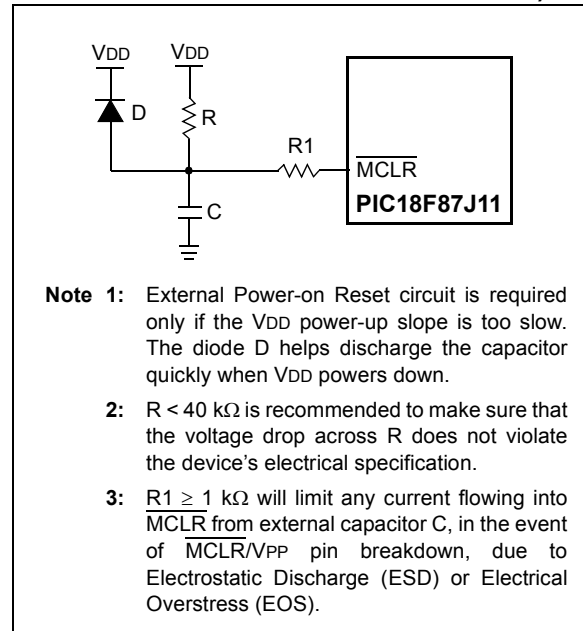 VDD VDD
D
R
R1
MCLR
PIC18F87J11
C
Note 1: External Power-on Reset circuit is required
only if the VDD power-up slope is too slow.
The diode D helps discharge the capacitor
quickly when VDD powers down.
2: R < 40 kΩ is recommended to make sure that
the voltage drop across R does not violate
the device's electrical specification.
3: R1 ≥ 1 kΩ will limit any current flowing into
MCLR from external capacitor C, in the event
of MCLR/VPP pin breakdown, due to
Electrostatic Discharge (ESD) or Electrical
Overstress (EOS).